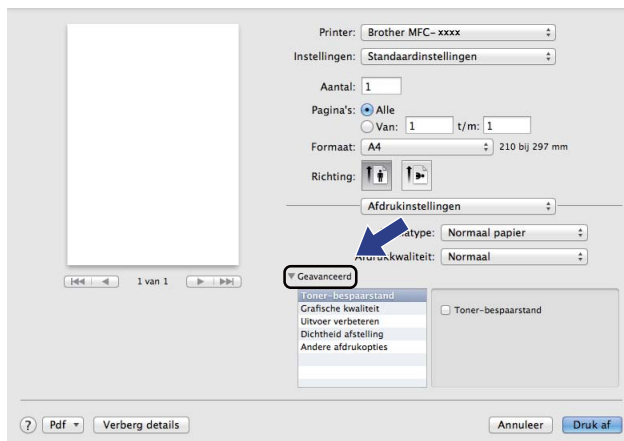 Printer: Brother MFC- xxxx
Instellingen: Standaardinstellingen
Aantal: 1
Pagina's: Alle
Van: 1 t/m: 1
Formaat: A4 210 bij 297 mm
Richting:
Afdrukinstellingen
Normaal papier
Normaal
1 van 1
Geavanceerd
Toner-bespaarstand
Grafische kwaliteit
Uitvoer verbeteren
Dichtheid afstelling
Andere afdrukopties
Toner-bespaarstand
? Pdf Verberg details Annuleer Druk af